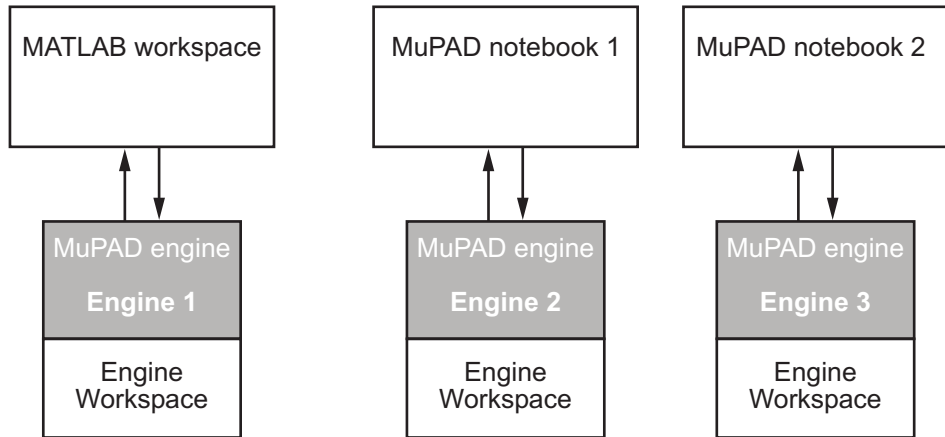 MATLAB workspace
MuPAD notebook 1
MuPAD notebook 2
MuPAD engine
Engine 1
Engine
Workspace
MuPAD engine
Engine 2
Engine
Workspace
MuPAD engine
Engine 3
Engine
Workspace